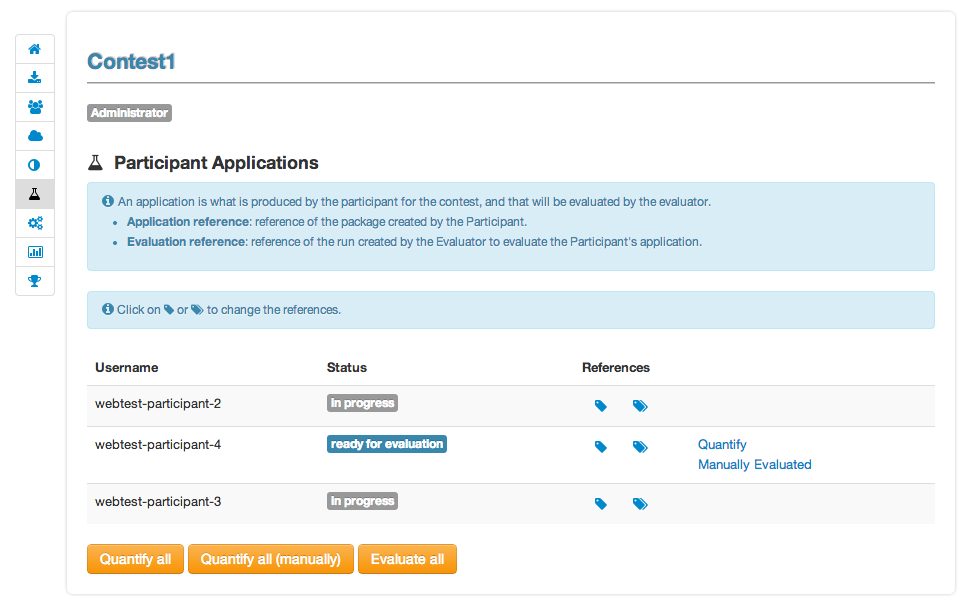 Contest1
Administrator
Participant Applications
An application is what is produced by the participant for the contest, and that will be evaluated by the evaluator.
• Application reference: reference of the package created by the Participant.
• Evaluation reference: reference of the run created by the Evaluator to evaluate the Participant's application.
Click on or to change the references.
Username Status References
webtest-participant-2 In progress
webtest-participant-4 ready for evaluation Quantify
Manually Evaluated
webtest-participant-3 In progress
Quantify all Quantify all (manually) Evaluate all